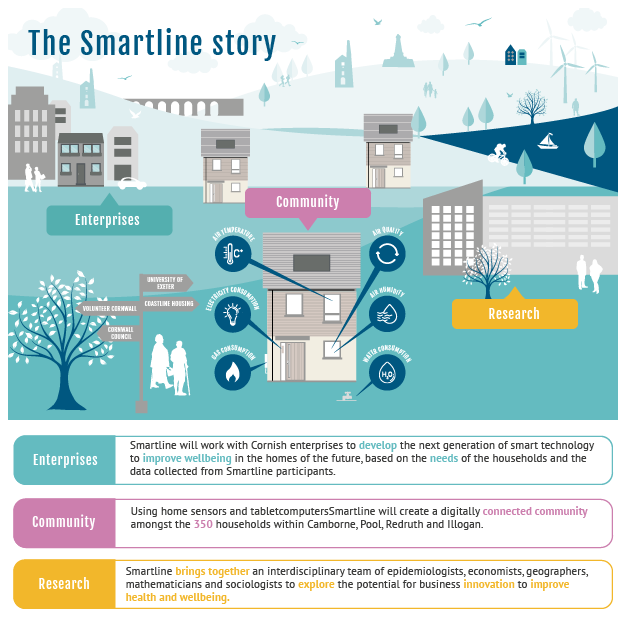 The Smartline story
Community
Enterprises
AIR TEMPERATURE
C°
AIR QUALITY
ELECTRICITY CONSUMPTION
AIR HUMIDITY
GAS CONSUMPTION
WATER CONSUMPTION
H₂O
UNIVERSITY OF
EXETER
COASTLINE HOUSING
VOLUNTEER CORNWALL
CORNWALL
COUNCIL
Research
Enterprises
Smartline will work with Cornish enterprises to develop the next generation of smart technology
to improve wellbeing in the homes of the future, based on the needs of the households and the
data collected from Smartline participants.
Community
Using home sensors and tabletcomputersSmartline will create a digitally connected community
amongst the 350 households within Camborne, Pool, Redruth and Illogan.
Research
Smartline brings together an interdisciplinary team of epidemiologists, economists, geographers,
mathematicians and sociologists to explore the potential for business innovation to improve
health and wellbeing.